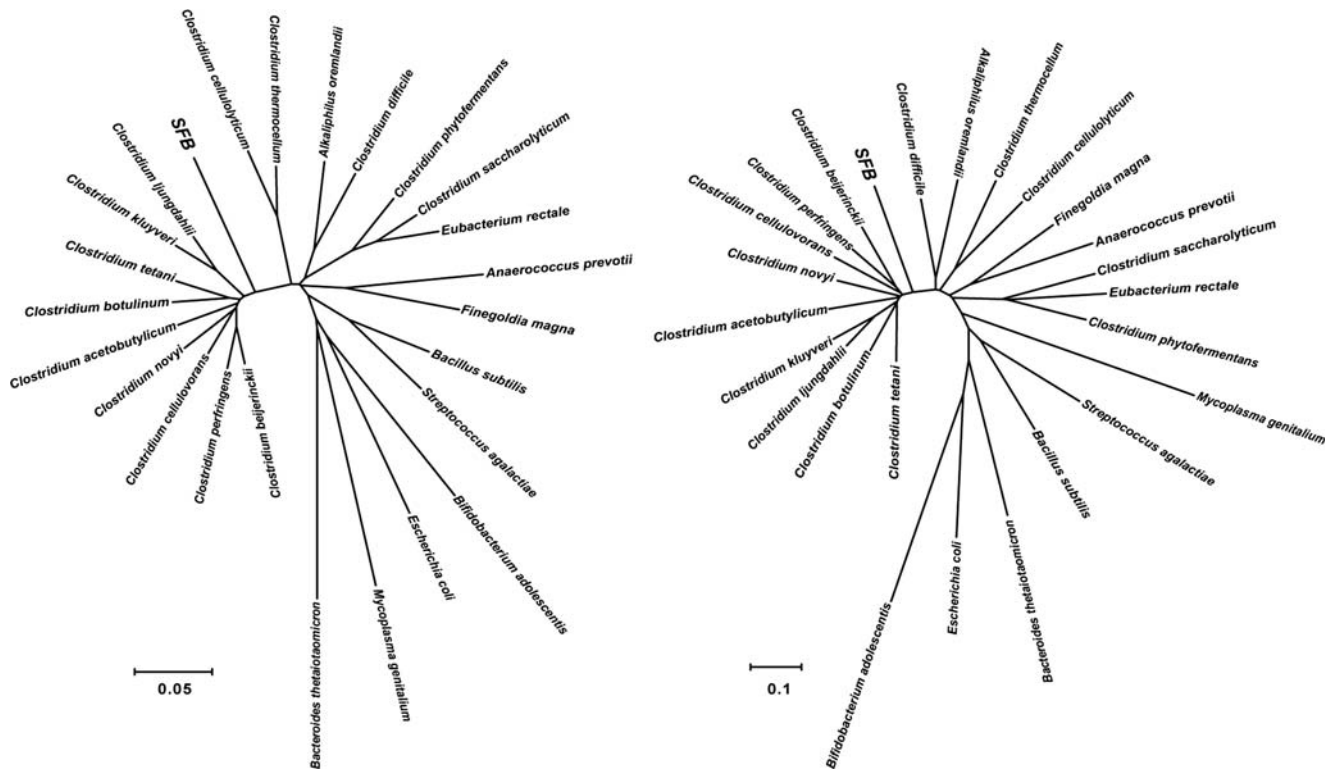 Clostridium cellulolyticum
Clostridium thermocellum
Alkaliphilus oremlandii
Clostridium difficile
Clostridium phytofermentans
Clostridium saccharolyticum
Eubacterium rectale
Anaerococcus prevotii
Finegoldia magna
Bacillus subtilis
Streptococcus agalactiae
Bifidobacterium adolescentis
Escherichia coli
Mycoplasma genitalium
Bacteroides thetaiotaomicron
Clostridium beijerinckii
Clostridium perfringens
Clostridium cellulovorans
Clostridium novyi
Clostridium acetobutylicum
Clostridium botulinum
Clostridium tetani
Clostridium kluyveri
Clostridium ljungdahlii
SFB
0.05
Clostridium difficile
Alkaliphilus oremlandii
Clostridium thermocellum
Clostridium cellulolyticum
Finegoldia magna
Anaerococcus prevotii
Clostridium saccharolyticum
Eubacterium rectale
Clostridium phytofermentans
Mycoplasma genitalium
Streptococcus agalactiae
Bacillus subtilis
Bacteroides thetaiotaomicron
Escherichia coli
Bifidobacterium adolescentis
Clostridium tetani
Clostridium botulinum
Clostridium ljungdahlii
Clostridium kluyveri
Clostridium acetobutylicum
Clostridium novyi
Clostridium cellulovorans
Clostridium perfringens
Clostridium beijerinckii
SFB
0.1